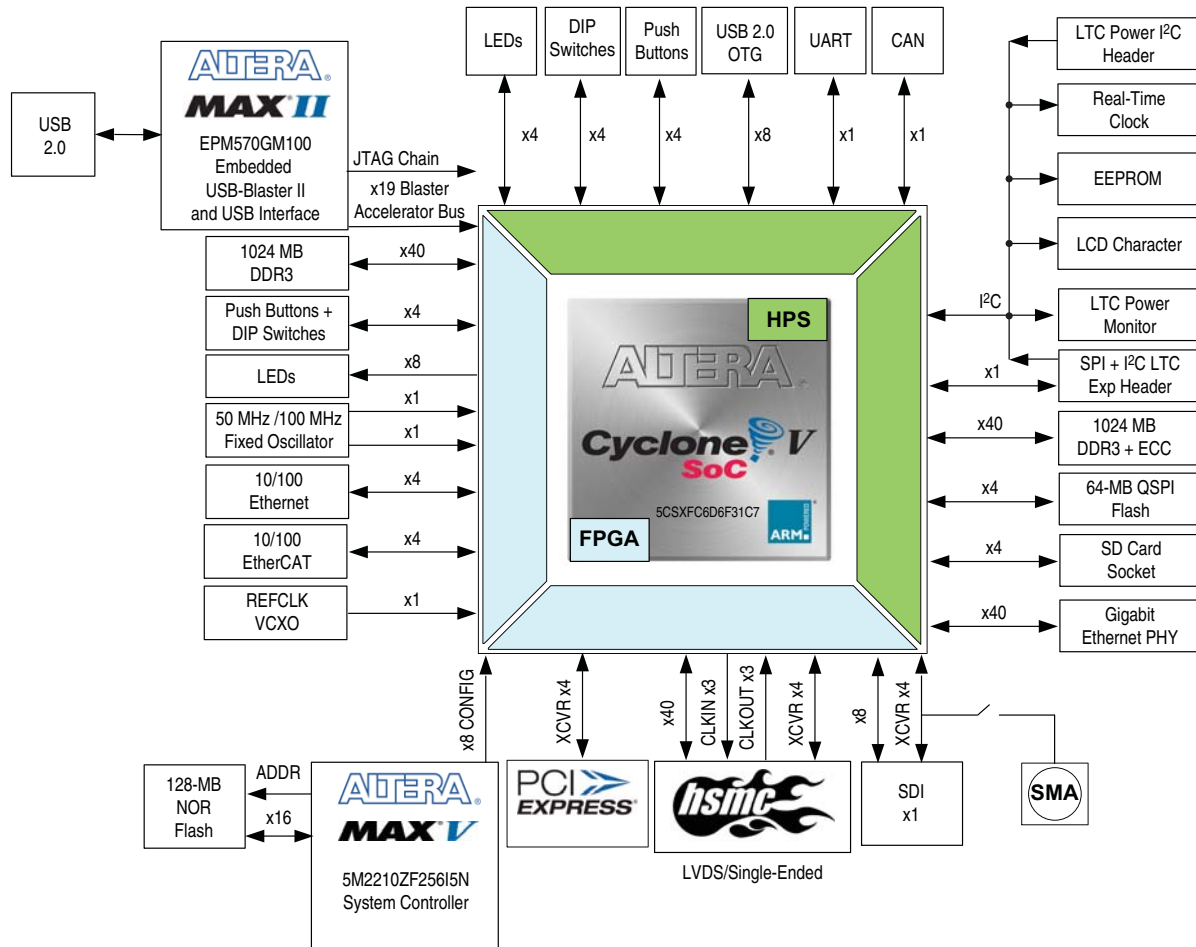 LEDs
DIP
Switches
Push
Buttons
USB 2.0
OTG
UART
CAN
x4
x4
x4
x8
x1
x1
USB
2.0
ALTERA®
MAX® II
EPM570GM100
Embedded
USB-Blaster II
and USB Interface
JTAG Chain
x19 Blaster
Accelerator Bus
1024 MB
DDR3
x40
Push Buttons +
DIP Switches
x4
LEDs
x8
50 MHz /100 MHz
Fixed Oscillator
x1
x1
10/100
Ethernet
x4
10/100
EtherCAT
x4
REFCLK
VCXO
x1
HPS
ALTERA®
Cyclone® V
SoC
5CSXFC6D6F31C7
FPGA
ARM®
POWERED
LTC Power I²C
Header
Real-Time
Clock
EEPROM
LCD Character
I²C
LTC Power
Monitor
x1
SPI + I²C LTC
Exp Header
x40
1024 MB
DDR3 + ECC
x4
64-MB QSPI
Flash
x4
SD Card
Socket
x40
Gigabit
Ethernet PHY
x8 CONFIG
XCVR x4
x40
CLKIN x3
CLKOUT x3
XCVR x4
x8
XCVR x4
128-MB
NOR
Flash
ADDR
x16
ALTERA®
MAX® V
5M2210ZF256I5N
System Controller
PCI
EXPRESS®
hsmc
LVDS/Single-Ended
SDI
x1
SMA